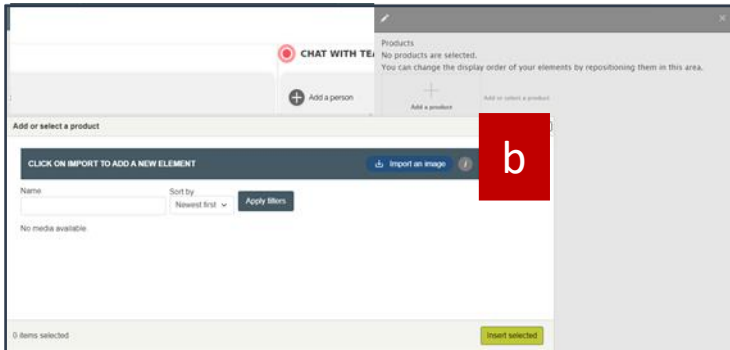 Products
No products are selected.
You can change the display order of your elements by repositioning them in this area.
CHAT WITH TEA
Add a person
Add a product
Add or select a product
Add or select a product
CLICK ON IMPORT TO ADD A NEW ELEMENT
Import an image
i
b
Name
Sort by
Newest first
Apply filters
No media available
0 items selected
Insert selected